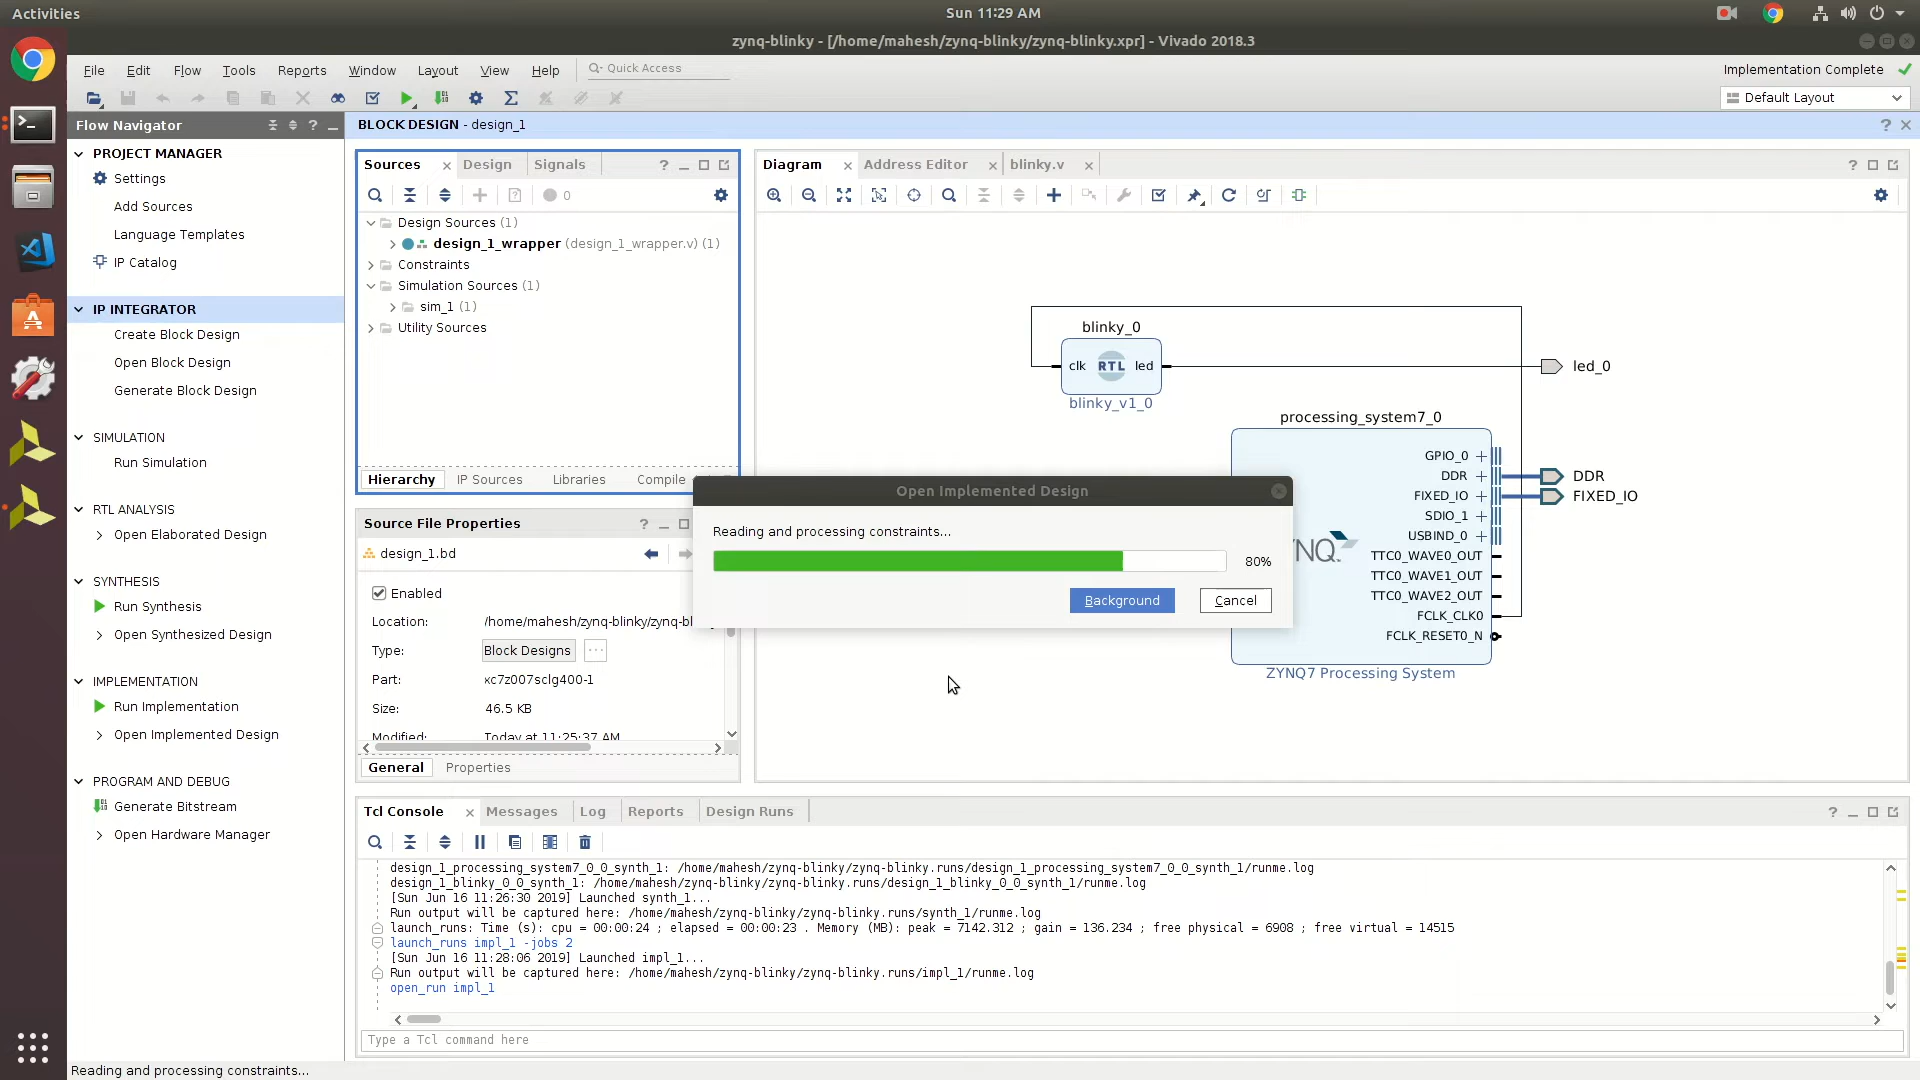 Activities
Sun 11:29 AM
zynq-blinky - [/home/mahesh/zynq-blinky/zynq-blinky.xpr] - Vivado 2018.3
File Edit Flow Tools Reports Window Layout View Help Quick Access
Implementation Complete
Default Layout
Flow Navigator
PROJECT MANAGER
Settings
Add Sources
Language Templates
IP Catalog
IP INTEGRATOR
Create Block Design
Open Block Design
Generate Block Design
SIMULATION
Run Simulation
RTL ANALYSIS
Open Elaborated Design
SYNTHESIS
Run Synthesis
Open Synthesized Design
IMPLEMENTATION
Run Implementation
Open Implemented Design
PROGRAM AND DEBUG
Generate Bitstream
Open Hardware Manager
BLOCK DESIGN - design_1
Sources Design Signals
0
Design Sources (1)
design_1_wrapper (design_1_wrapper.v) (1)
Constraints
Simulation Sources (1)
sim_1 (1)
Utility Sources
Hierarchy IP Sources Libraries Compile
Source File Properties
design_1.bd
Enabled
Location: /home/mahesh/zynq-blinky/zynq-bl
Type: Block Designs ...
Part: xc7z007sclg400-1
Size: 46.5 KB
Modified: Today at 11:25:37 AM
General Properties
Diagram Address Editor blinky.v
blinky_0
clk RTL led
blinky_v1_0
led_0
processing_system7_0
GPIO_0
DDR
FIXED_IO
SDIO_1
USBIND_0
TTC0_WAVE0_OUT
TTC0_WAVE1_OUT
TTC0_WAVE2_OUT
FCLK_CLK0
FCLK_RESET0_N
DDR
FIXED_IO
ZYNQ7 Processing System
Open Implemented Design
Reading and processing constraints...
80%
Background Cancel
Tcl Console Messages Log Reports Design Runs
design_1_processing_system7_0_0_synth_1: /home/mahesh/zynq-blinky/zynq-blinky.runs/design_1_processing_system7_0_0_synth_1/runme.log
design_1_blinky_0_0_synth_1: /home/mahesh/zynq-blinky/zynq-blinky.runs/design_1_blinky_0_0_synth_1/runme.log
[Sun Jun 16 11:26:30 2019] Launched synth_1...
Run output will be captured here: /home/mahesh/zynq-blinky/zynq-blinky.runs/synth_1/runme.log
launch_runs: Time (s): cpu = 00:00:24 ; elapsed = 00:00:23 . Memory (MB): peak = 7142.312 ; gain = 136.234 ; free physical = 6908 ; free virtual = 14515
launch_runs impl_1 -jobs 2
[Sun Jun 16 11:28:06 2019] Launched impl_1...
Run output will be captured here: /home/mahesh/zynq-blinky/zynq-blinky.runs/impl_1/runme.log
open_run impl_1
Type a Tcl command here
Reading and processing constraints...